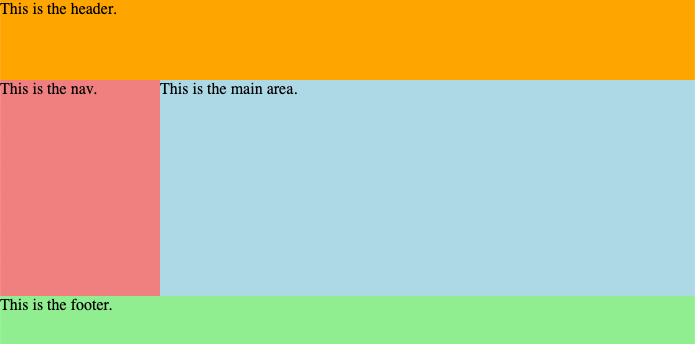 This is the header.
This is the nav.
This is the main area.
This is the footer.